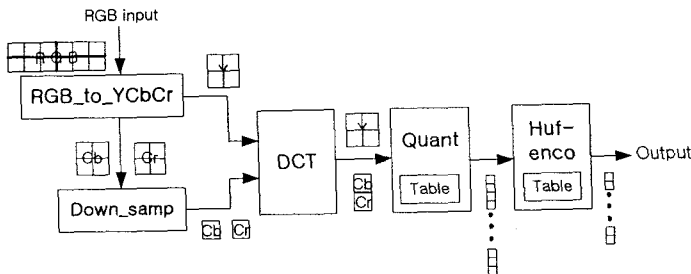 RGB input
R G B
RGB_to_YCbCr
Y
Cb Cr
Down_samp
Cb Cr
DCT
Y
Cb
Cr
Quant
Table
Huf-
enco
Table
Output